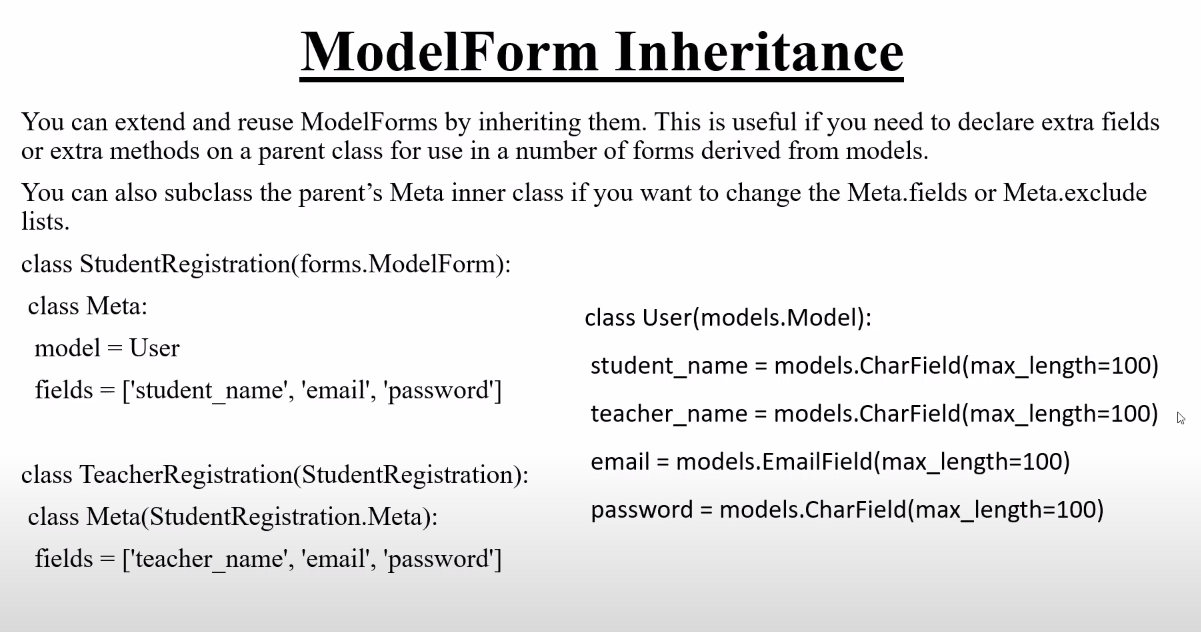 ModelForm Inheritance
You can extend and reuse ModelForms by inheriting them. This is useful if you need to declare extra fields
or extra methods on a parent class for use in a number of forms derived from models.
You can also subclass the parent’s Meta inner class if you want to change the Meta.fields or Meta.exclude
lists.
class StudentRegistration(forms.ModelForm):
class Meta:
model = User
fields = ['student_name', 'email', 'password']
class TeacherRegistration(StudentRegistration):
class Meta(StudentRegistration.Meta):
fields = ['teacher_name', 'email', 'password']
class User(models.Model):
student_name = models.CharField(max_length=100)
teacher_name = models.CharField(max_length=100)
email = models.EmailField(max_length=100)
password = models.CharField(max_length=100)